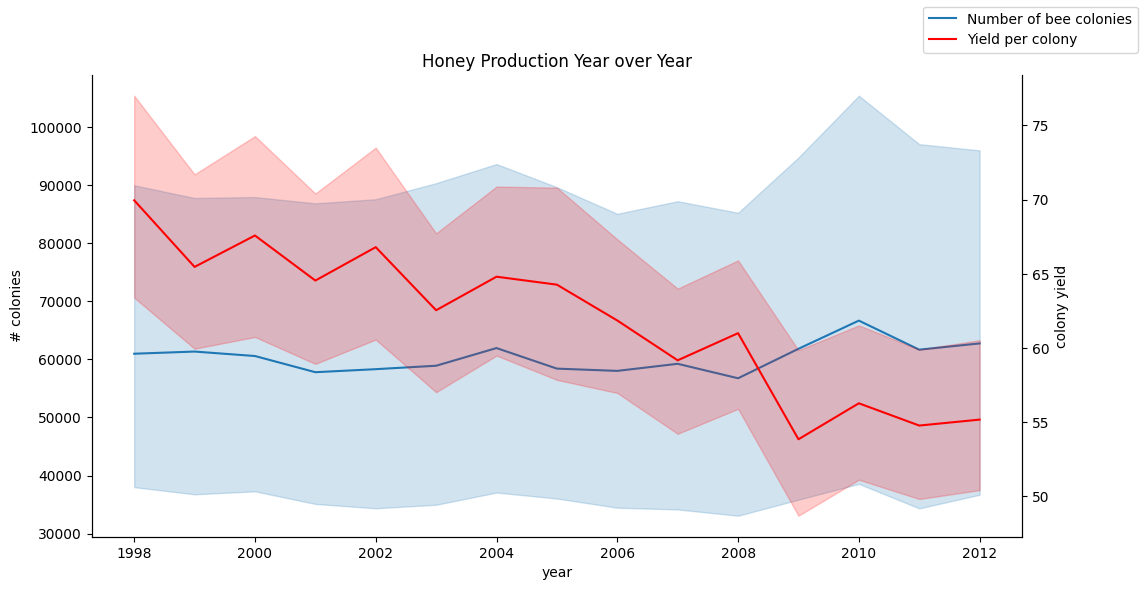 Number of bee colonies
Yield per colony
Honey Production Year over Year
# colonies
100000
90000
80000
70000
60000
50000
40000
30000
75
70
65
60
55
50
colony yield
1998 2000 2002 2004 2006 2008 2010 2012
year